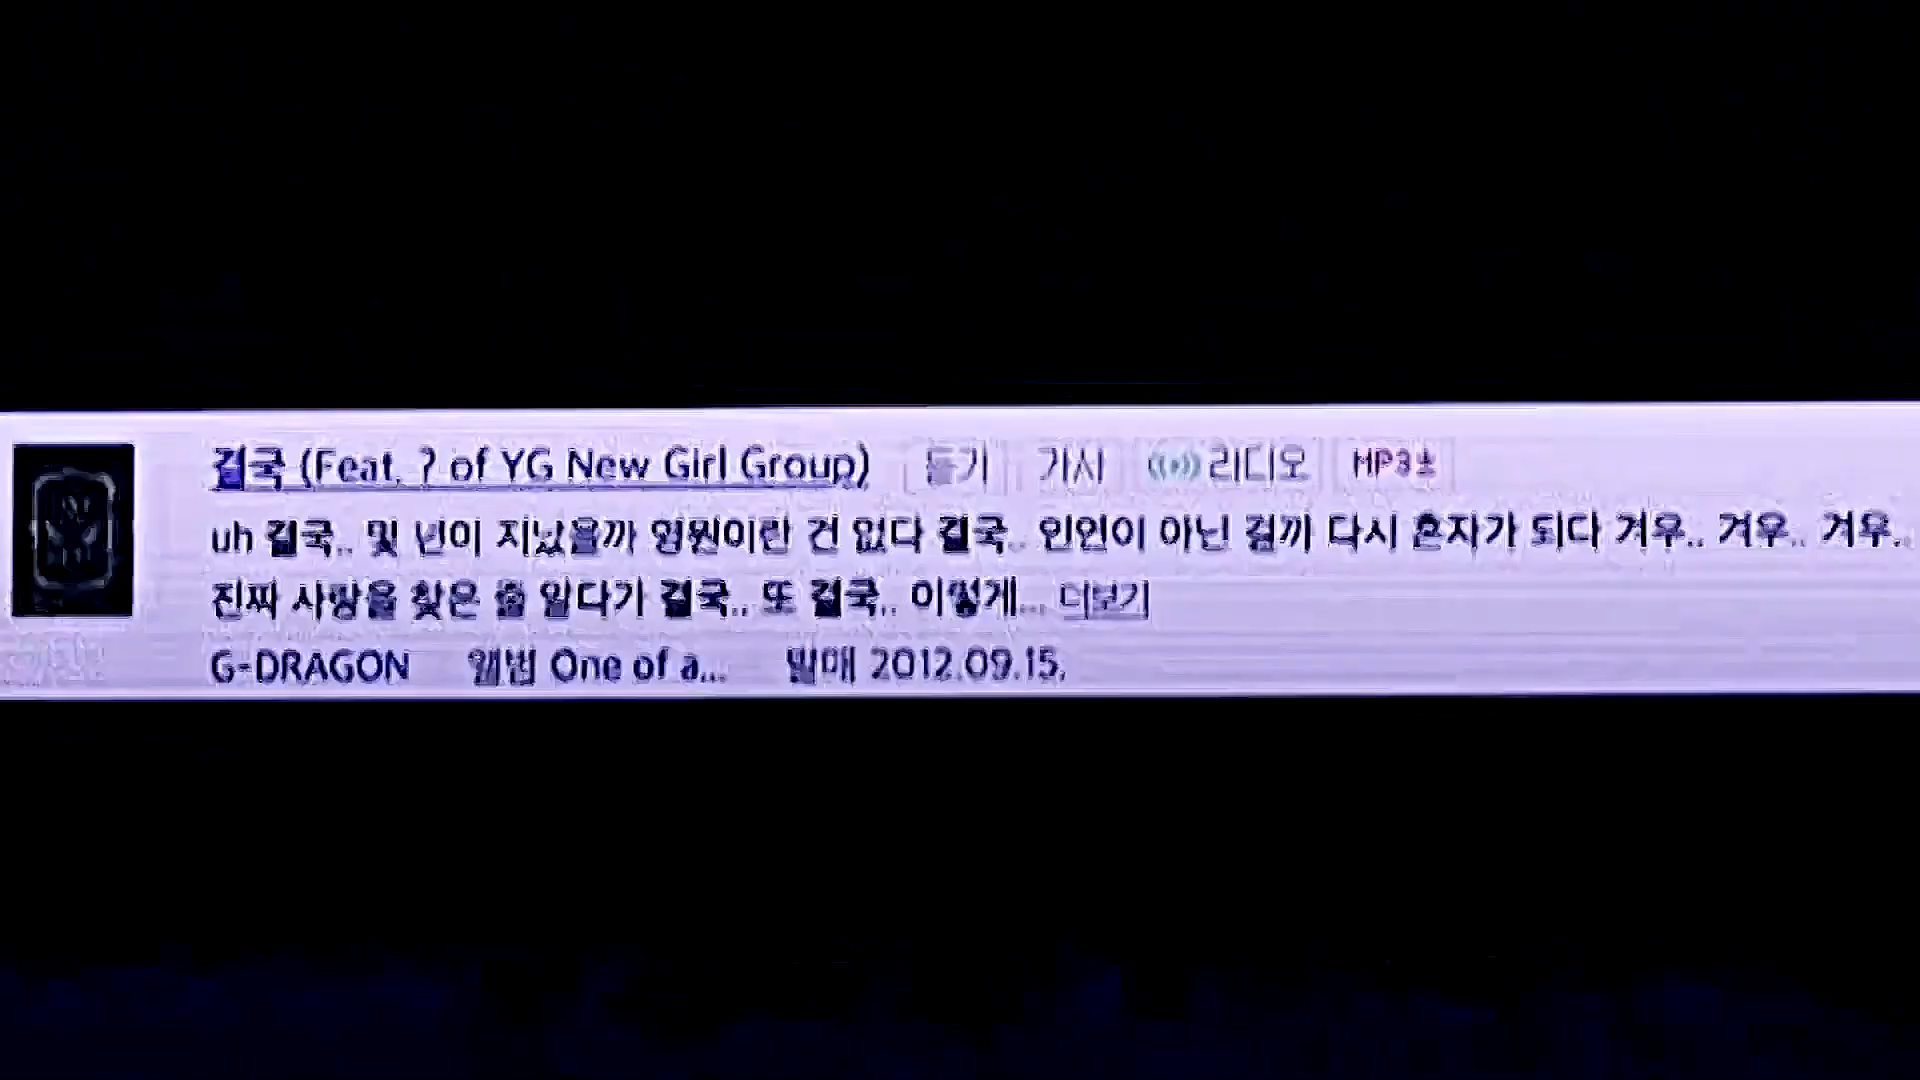 결국 (Feat. ? of YG New Girl Group) 듣기 가사 라디오 MP3
uh 결국.. 몇 년이 지났을까 영원이란 건 없다 결국.. 인연이 아닌 걸까 다시 혼자가 되다 겨우.. 겨우.. 겨우..
진짜 사랑을 찾은 줄 알다가 결국.. 또 결국.. 이렇게... 더보기
G-DRAGON 앨범 One of a... 발매 2012.09.15.